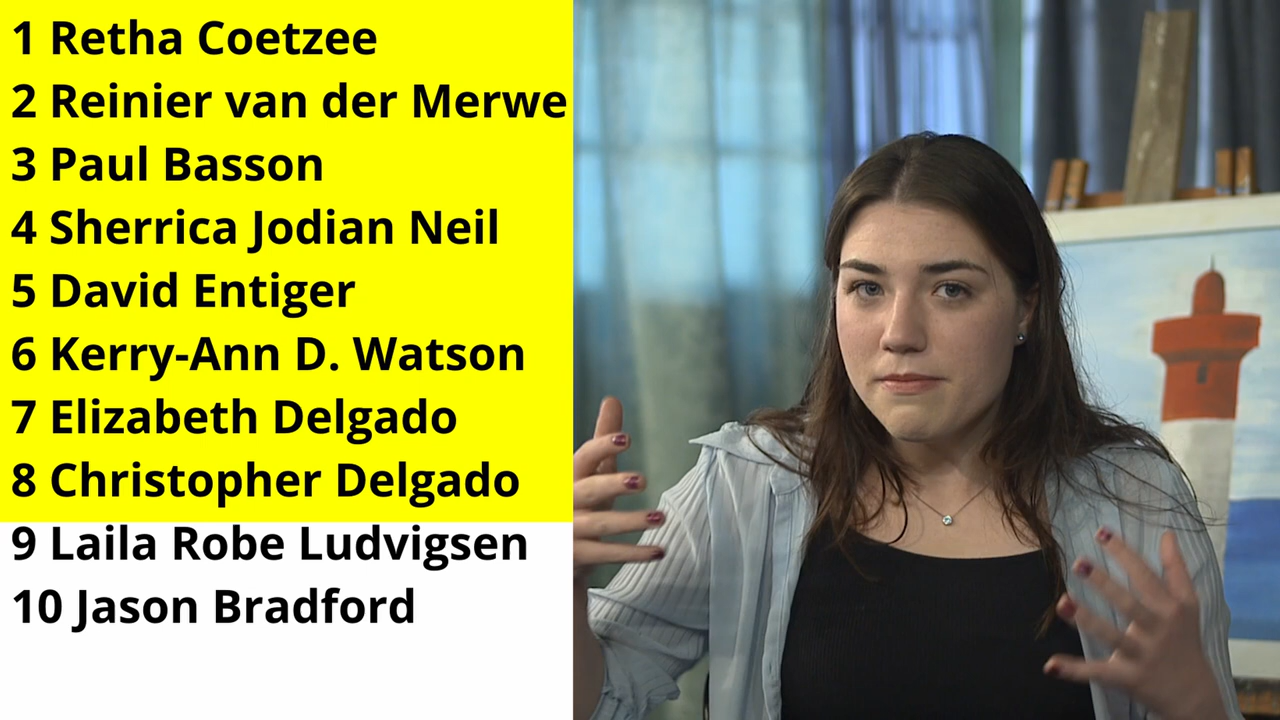 1 Retha Coetzee
2 Reinier van der Merwe
3 Paul Basson
4 Sherrica Jodian Neil
5 David Entiger
6 Kerry-Ann D. Watson
7 Elizabeth Delgado
8 Christopher Delgado
9 Laila Robe Ludvigsen
10 Jason Bradford